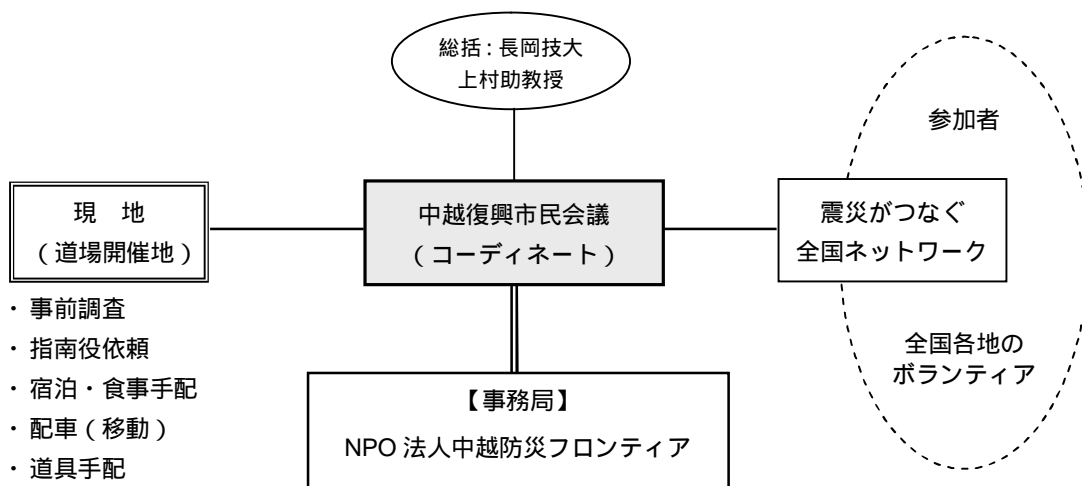 総括：長岡技大
上村助教授
参加者
現　地
（道場開催地）
中越復興市民会議
（コーディネート）
震災がつなぐ
全国ネットワーク
・事前調査
・指南役依頼
・宿泊・食事手配
・配車（移動）
・道具手配
【事務局】
NPO 法人中越防災フロンティア
全国各地の
ボランティア